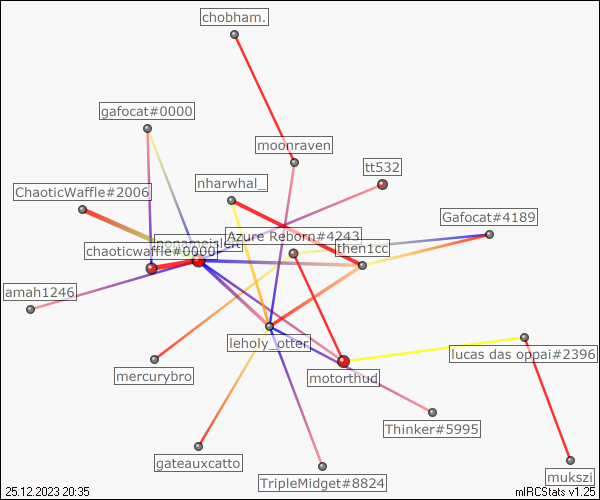 chobham.
gafocat#0000
moonraven
tt532
nharwhal_
ChaoticWaffle#2006
Gafocat#4189
Azure Reborn#4243
then1cc
chaoticwaffle#0000
amah1246
leholy_otter
lucas das oppai#2396
mercurybro
motorthud
Thinker#5995
gateauxcatto
TripleMidget#8824
mukszi
25.12.2023 20:35
mIRCStats v1.25